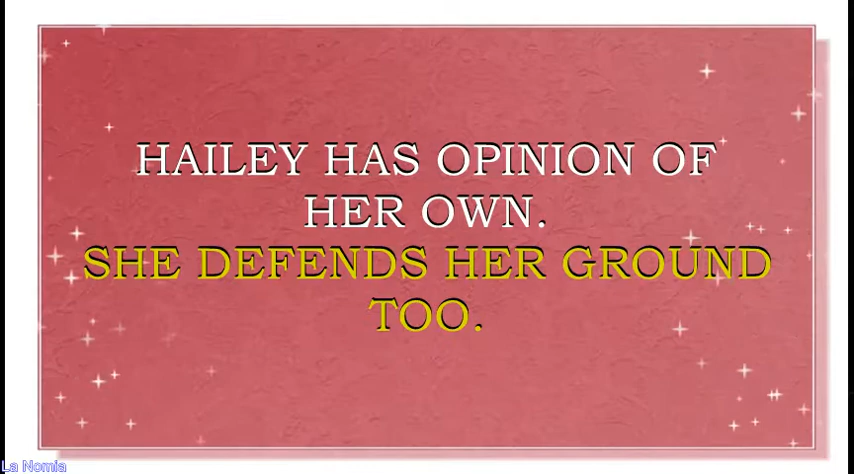 HAILEY HAS OPINION OF
HER OWN.
SHE DEFENDS HER GROUND
TOO.
La Nomia